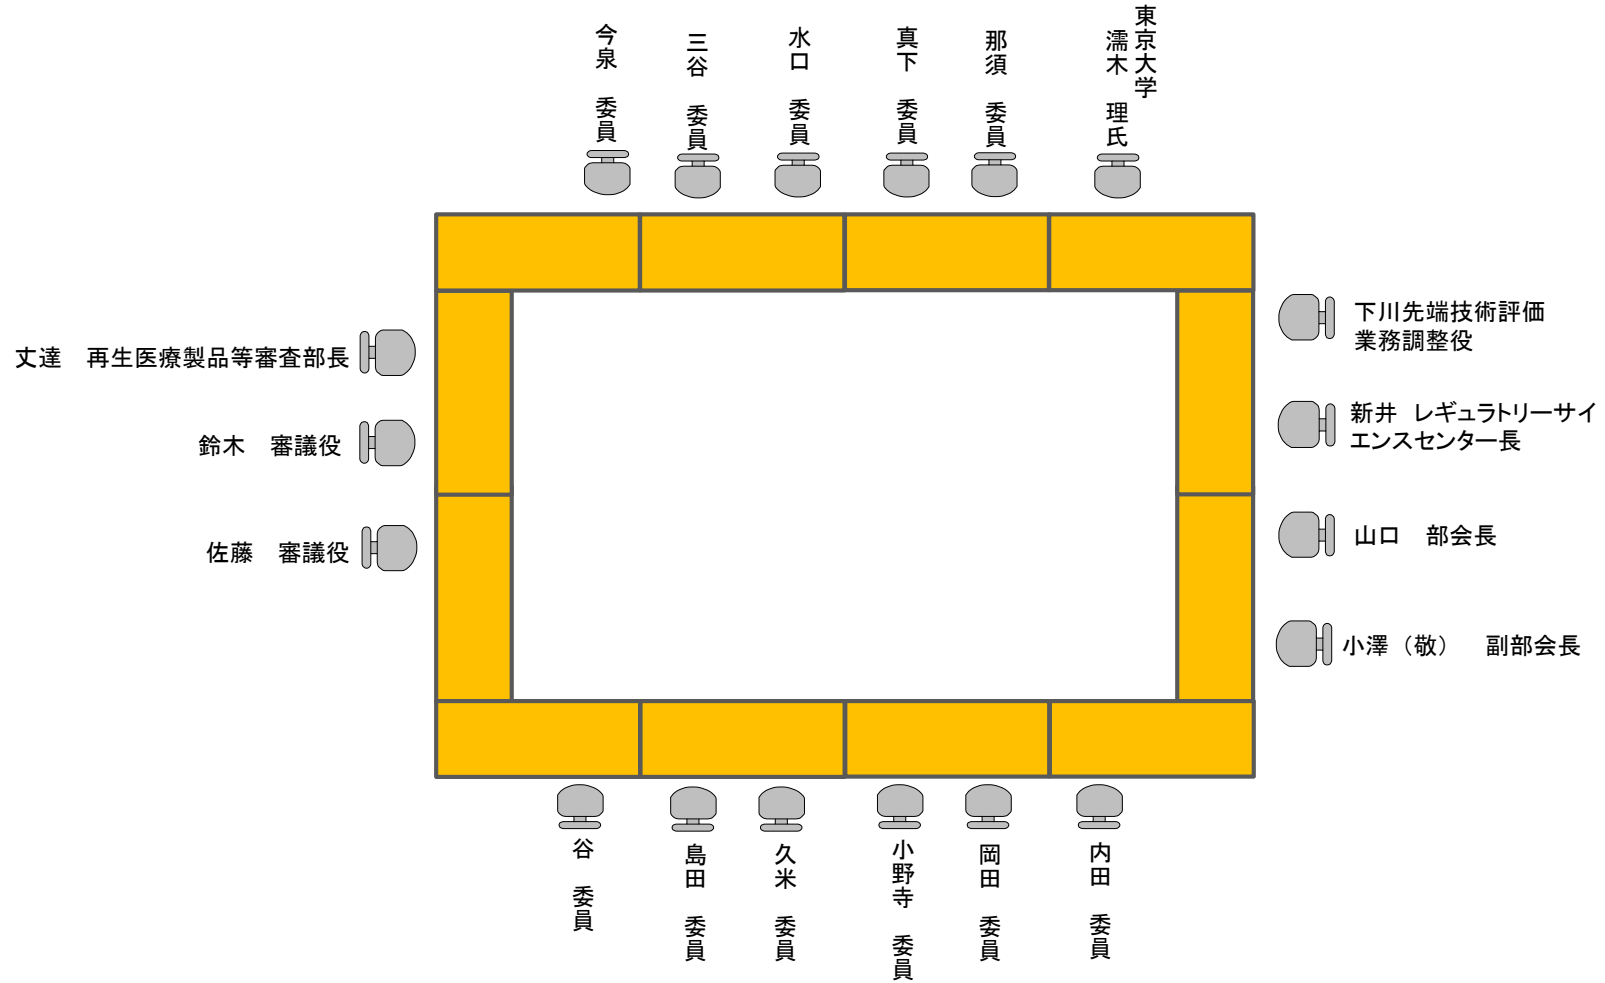 今泉 委員
三谷 委員
水口 委員
真下 委員
那須 委員
東京大学
濡木 理氏
下川先端技術評価
業務調整役
新井 レギュラトリーサイ
エンスセンター長
山口 部会長
小澤（敬） 副部会長
丈達 再生医療製品等審査部長
鈴木 審議役
佐藤 審議役
谷 委員
島田 委員
久米 委員
小野寺 委員
岡田 委員
内田 委員